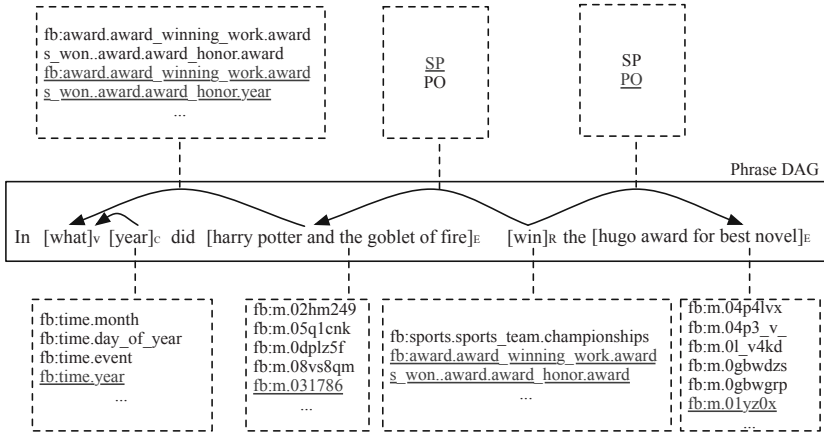 fb:award.award_winning_work.award
s_won..award.award_honor.award
fb:award.award_winning_work.award
s_won..award.award_honor.year
...
SP
PO
SP
PO
Phrase DAG
In [what]V [year]C did [harry potter and the goblet of fire]E [win]R the [hugo award for best novel]E
fb:time.month
fb:time.day_of_year
fb:time.event
fb:time.year
...
fb:m.02hm249
fb:m.05q1cnk
fb:m.0dplz5f
fb:m.08vs8qm
fb:m.031786
...
fb:sports.sports_team.championships
fb:award.award_winning_work.award
s_won..award.award_honor.award
...
fb:m.04p4lvx
fb:m.04p3_v_
fb:m.0l_v4kd
fb:m.0gbwdzs
fb:m.0gbwgrp
fb:m.01yz0x
...